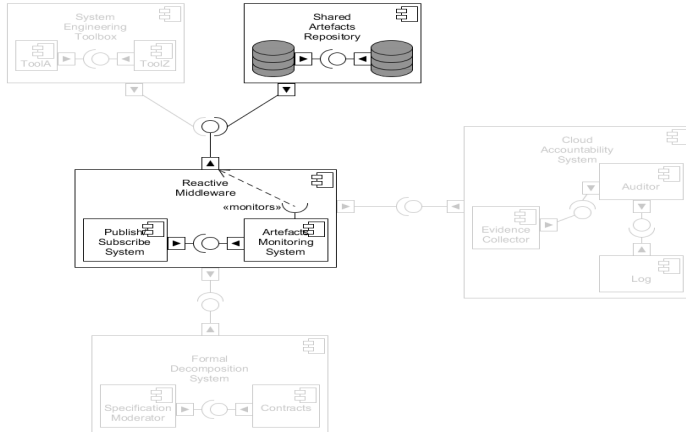 System
Engineering
Toolbox
ToolA
ToolZ
Shared
Artefacts
Repository
Reactive
Middleware
«monitors»
Publish/
Subscribe
System
Artefacts
Monitoring
System
Cloud
Accountability
System
Auditor
Evidence
Collector
Log
Formal
Decomposition
System
Specification
Moderator
Contracts